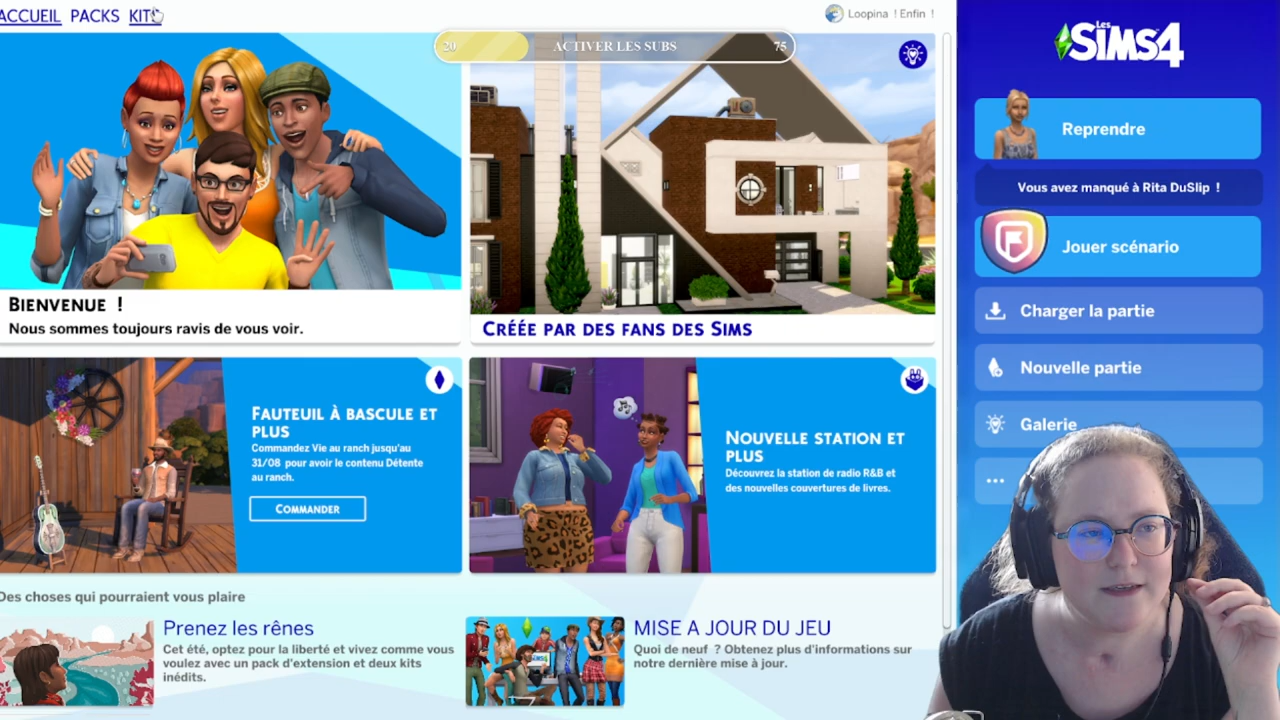 ACCUEIL PACKS KITS
Loopina ! Enfin !
20 ACTIVER LES SUBS 75
Bienvenue !
Nous sommes toujours ravis de vous voir.
Créée par des fans des Sims
Fauteuil à bascule et
plus
Commandez Vie au ranch jusqu'au
31/08 pour avoir le contenu Détente
au ranch.
Commander
Nouvelle station et
plus
Découvrez la station de radio R&B et
des nouvelles couvertures de livres.
Des choses qui pourraient vous plaire
Prenez les rênes
Cet été, optez pour la liberté et vivez comme vous
voulez avec un pack d'extension et deux kits
inédits.
MISE A JOUR DU JEU
Quoi de neuf ? Obtenez plus d'informations sur
notre dernière mise à jour.
Les
SiMS4
Reprendre
Vous avez manqué à Rita DuSlip !
Jouer scénario
Charger la partie
Nouvelle partie
Galerie
...